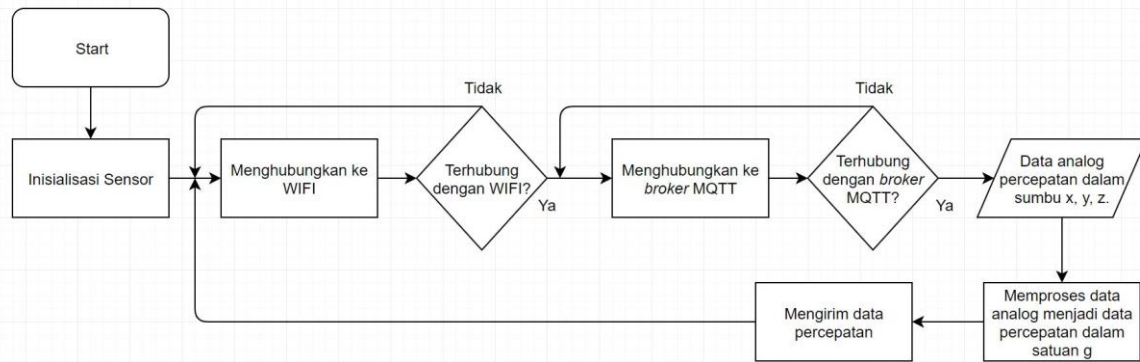 Start
Inisialisasi Sensor
Menghubungkan ke
WIFI
Tidak
Terhubung
dengan WIFI?
Ya
Menghubungkan ke
broker MQTT
Tidak
Terhubung
dengan broker
MQTT?
Ya
Data analog
percepatan dalam
sumbu x, y, z.
Memproses data
analog menjadi data
percepatan dalam
satuan g
Mengirim data
percepatan